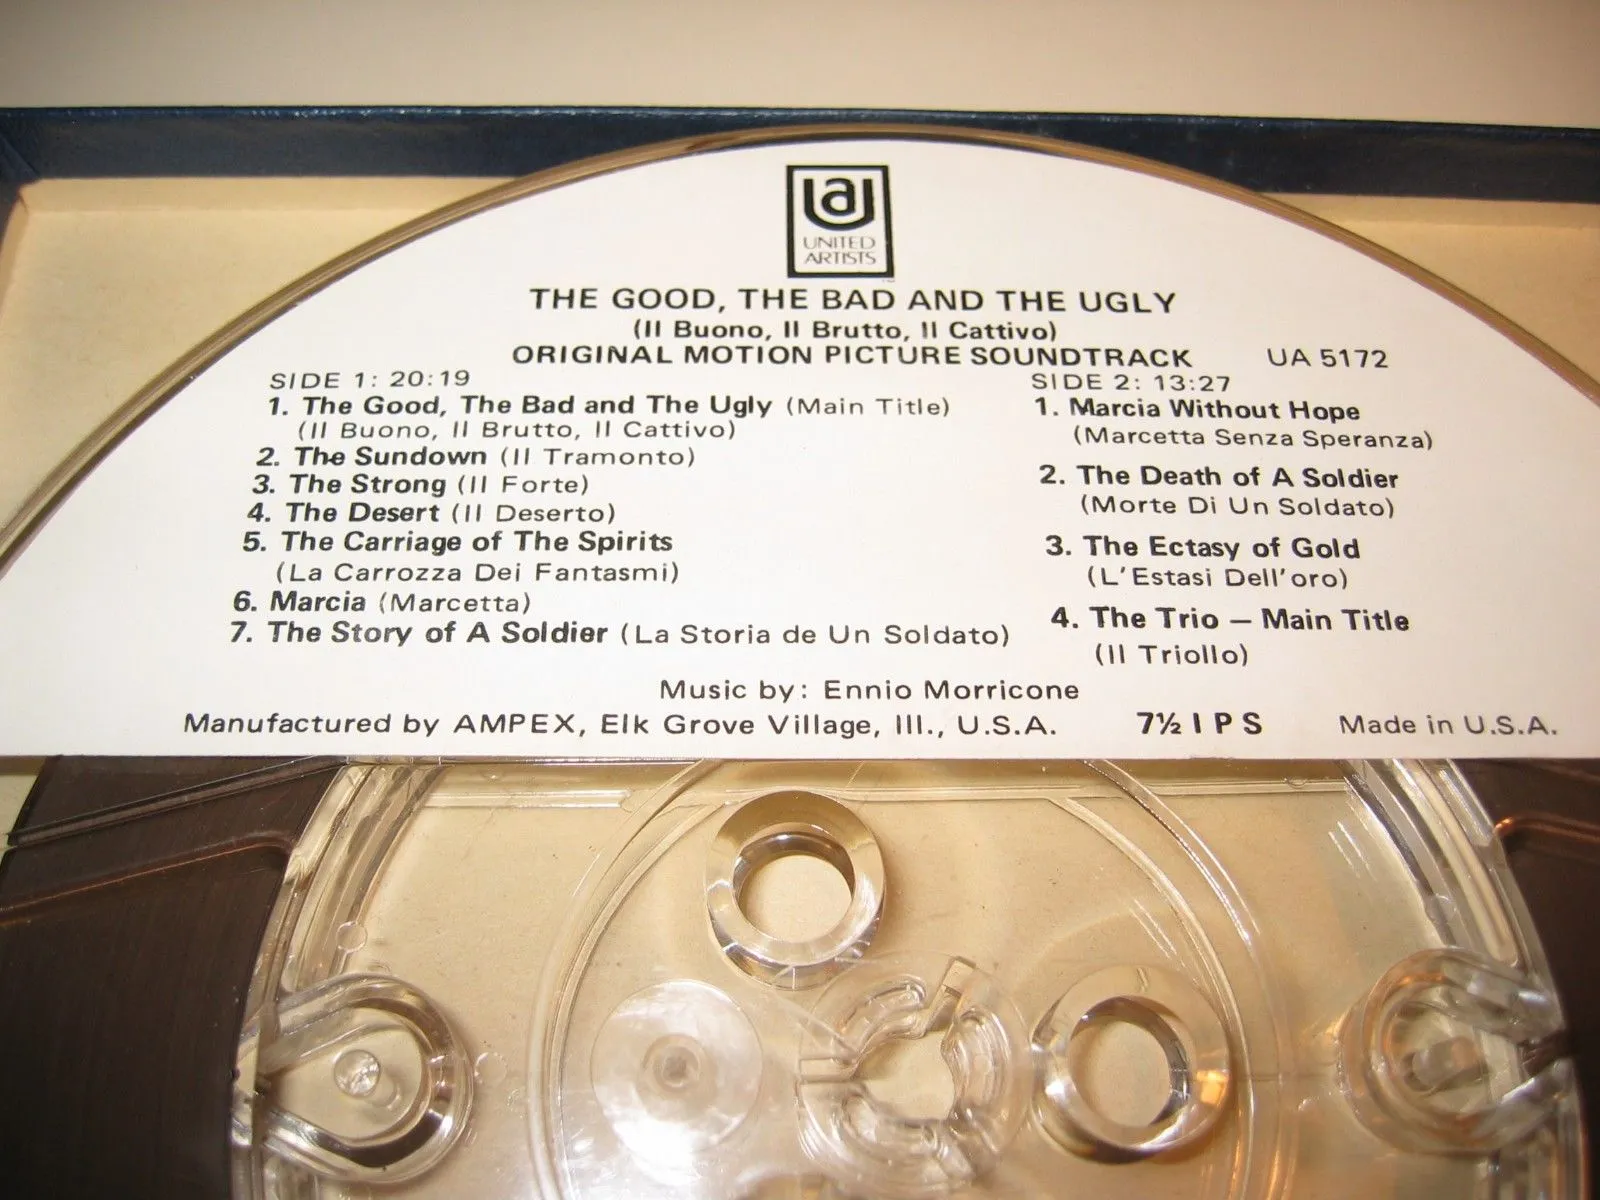 UNITED
ARTISTS
THE GOOD, THE BAD AND THE UGLY
(Il Buono, Il Brutto, Il Cattivo)
ORIGINAL MOTION PICTURE SOUNDTRACK UA 5172
SIDE 1: 20:19
1. The Good, The Bad and The Ugly (Main Title)
(Il Buono, Il Brutto, Il Cattivo)
2. The Sundown (Il Tramonto)
3. The Strong (Il Forte)
4. The Desert (Il Deserto)
5. The Carriage of The Spirits
(La Carrozza Dei Fantasmi)
6. Marcia (Marcetta)
7. The Story of A Soldier (La Storia de Un Soldato)
SIDE 2: 13:27
1. Marcia Without Hope
(Marcetta Senza Speranza)
2. The Death of A Soldier
(Morte Di Un Soldato)
3. The Ectasy of Gold
(L'Estasi Dell'oro)
4. The Trio — Main Title
(Il Triollo)
Music by: Ennio Morricone
Manufactured by AMPEX, Elk Grove Village, Ill., U.S.A. 7½ I P S Made in U.S.A.